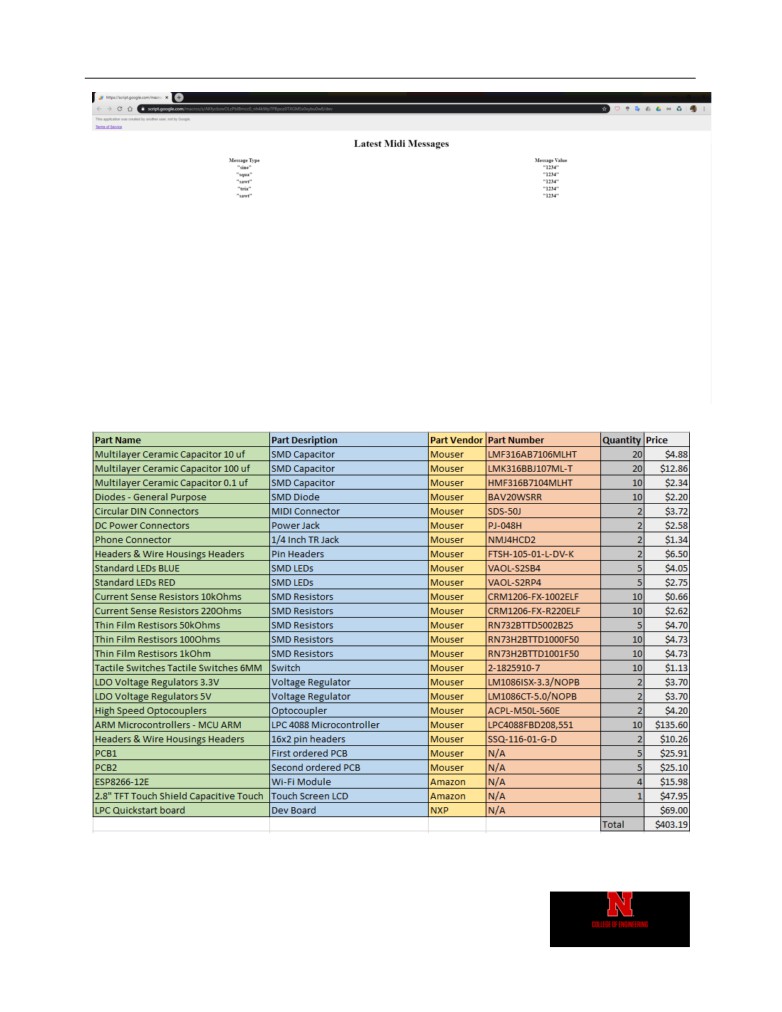 This application was created by another user, not by Google.
Terms of Service
Latest Midi Messages
Message Type Message Value
"sine" "1234"
"squa" "1234"
"sawt" "1234"
"tria" "1234"
"sawt" "1234"
Part Name Part Desription Part Vendor Part Number Quantity Price
Multilayer Ceramic Capacitor 10 uf SMD Capacitor Mouser LMF316AB7106MLHT 20 $4.88
Multilayer Ceramic Capacitor 100 uf SMD Capacitor Mouser LMK316BBJ107ML-T 20 $12.86
Multilayer Ceramic Capacitor 0.1 uf SMD Capacitor Mouser HMF316B7104MLHT 10 $2.34
Diodes - General Purpose SMD Diode Mouser BAV20WSRR 10 $2.20
Circular DIN Connectors MIDI Connector Mouser SDS-50J 2 $3.72
DC Power Connectors Power Jack Mouser PJ-048H 2 $2.58
Phone Connector 1/4 Inch TR Jack Mouser NMJ4HCD2 2 $1.34
Headers & Wire Housings Headers Pin Headers Mouser FTSH-105-01-L-DV-K 2 $6.50
Standard LEDs BLUE SMD LEDs Mouser VAOL-S2SB4 5 $4.05
Standard LEDs RED SMD LEDs Mouser VAOL-S2RP4 5 $2.75
Current Sense Resistors 10kOhms SMD Resistors Mouser CRM1206-FX-1002ELF 10 $0.66
Current Sense Resistors 220Ohms SMD Resistors Mouser CRM1206-FX-R220ELF 10 $2.62
Thin Film Restisors 50kOhms SMD Resistors Mouser RN732BTTD5002B25 5 $4.70
Thin Film Resistors 100Ohms SMD Resistors Mouser RN73H2BTTD1000F50 10 $4.73
Thin Film Resistors 1kOhm SMD Resistors Mouser RN73H2BTTD1001F50 10 $4.73
Tactile Switches Tactile Switches 6MM Switch Mouser 2-1825910-7 10 $1.13
LDO Voltage Regulators 3.3V Voltage Regulator Mouser LM1086ISX-3.3/NOPB 2 $3.70
LDO Voltage Regulators 5V Voltage Regulator Mouser LM1086CT-5.0/NOPB 2 $3.70
High Speed Optocouplers Optocoupler Mouser ACPL-M50L-560E 2 $4.20
ARM Microcontrollers - MCU ARM LPC 4088 Microcontroller Mouser LPC4088FBD208,551 10 $135.60
Headers & Wire Housings Headers 16x2 pin headers Mouser SSQ-116-01-G-D 2 $10.26
PCB1 First ordered PCB Mouser N/A 5 $25.91
PCB2 Second ordered PCB Mouser N/A 5 $25.10
ESP8266-12E Wi-Fi Module Amazon N/A 4 $15.98
2.8" TFT Touch Shield Capacitive Touch Touch Screen LCD Amazon N/A 1 $47.95
LPC Quickstart board Dev Board NXP N/A $69.00
Total $403.19
N
COLLEGE OF ENGINEERING